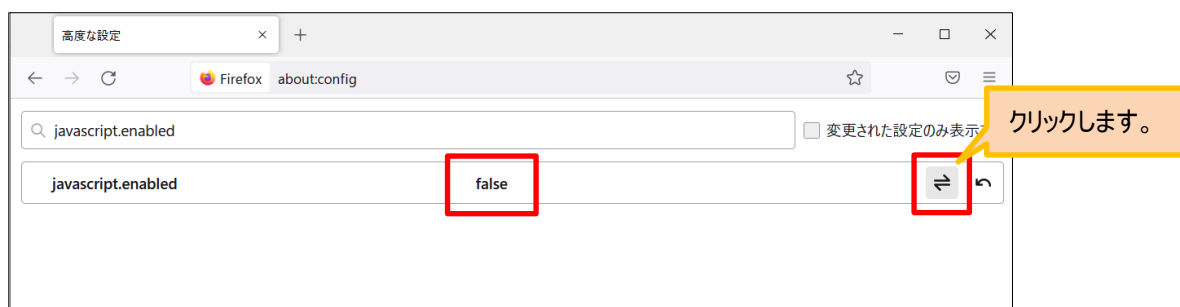 高度な設定
Firefox about:config
javascript.enabled
変更された設定のみ表示
クリックします。
javascript.enabled false